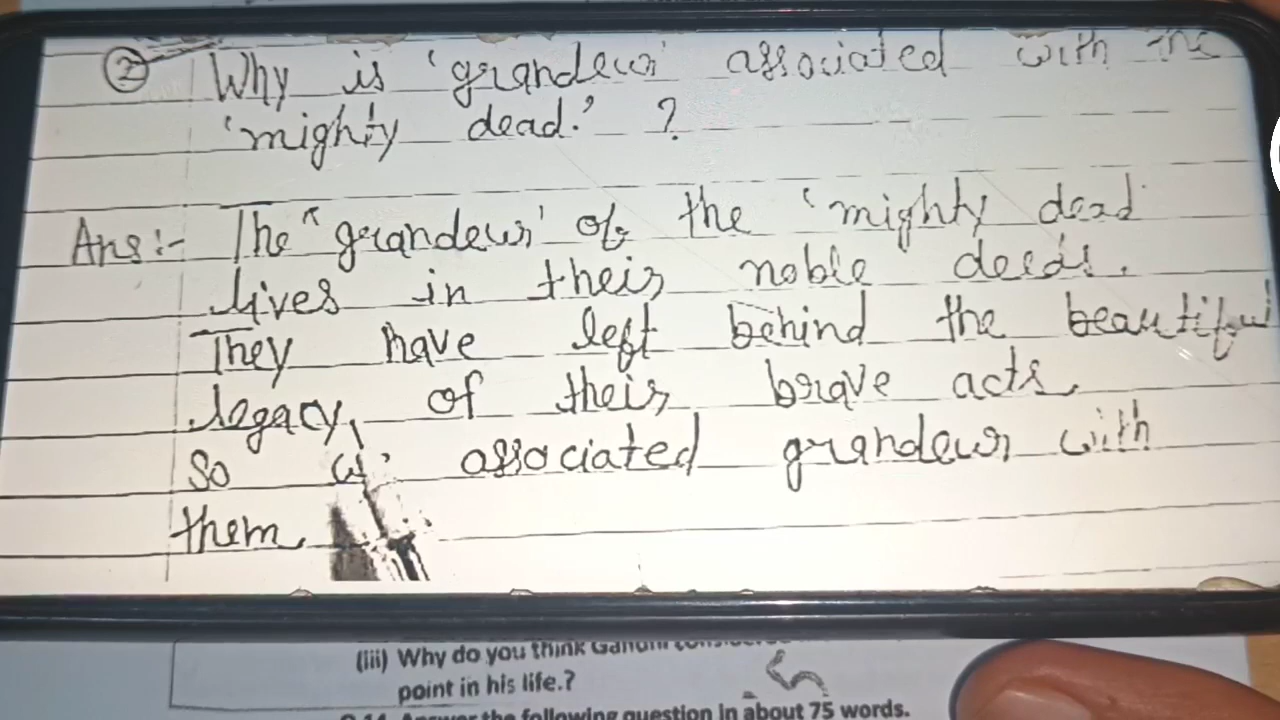 ② Why is 'grandeur' associated with the
'mighty dead.' ?
Ans:- The "grandeur' of the 'mighty dead
lives in their noble deeds.
They have left behind the beautiful
legacy, of their brave acts.
So associated grandeur with
them.
(iii) Why do you think Gandhi
point in his life.?
Answer the following question in about 75 words.